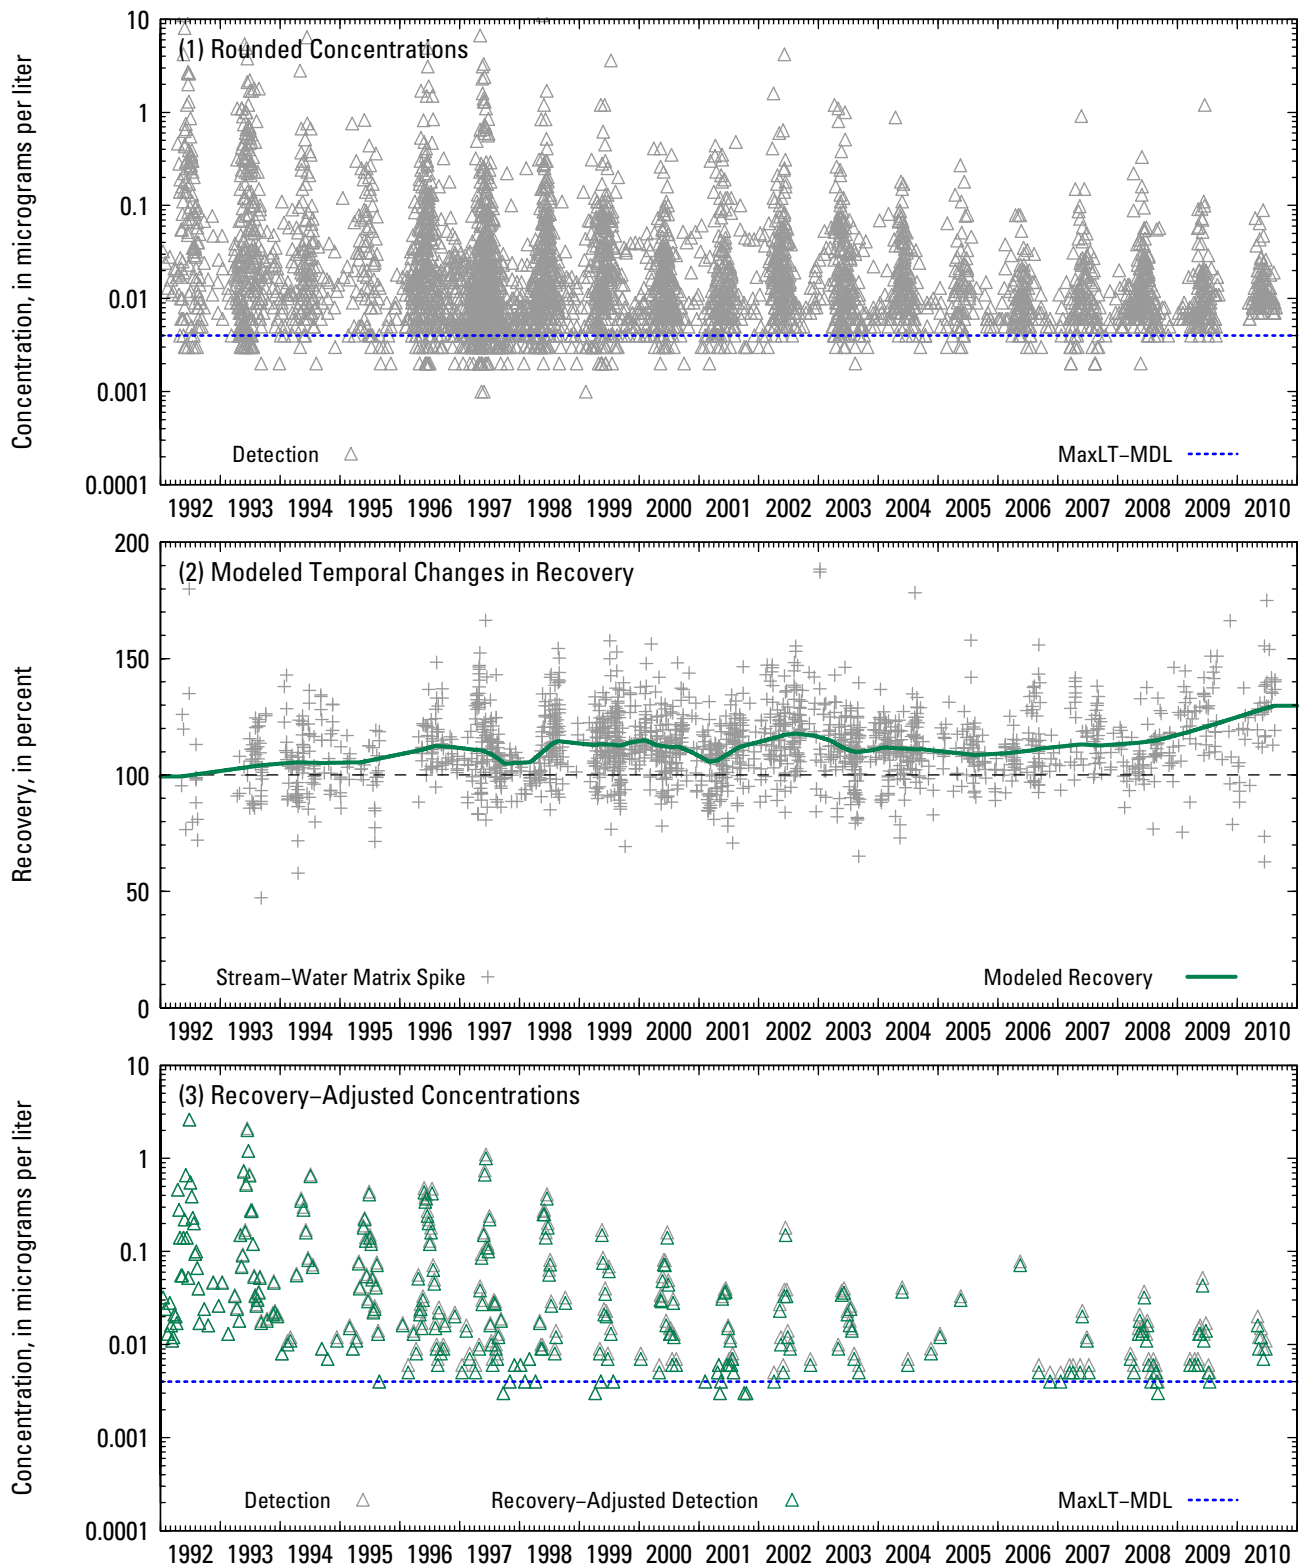 Concentration, in micrograms per liter
(1) Rounded Concentrations
10
1
0.1
0.01
0.001
0.0001
Detection
MaxLT–MDL
1992 1993 1994 1995 1996 1997 1998 1999 2000 2001 2002 2003 2004 2005 2006 2007 2008 2009 2010
Recovery, in percent
(2) Modeled Temporal Changes in Recovery
200
150
100
50
0
Stream–Water Matrix Spike
Modeled Recovery
1992 1993 1994 1995 1996 1997 1998 1999 2000 2001 2002 2003 2004 2005 2006 2007 2008 2009 2010
Concentration, in micrograms per liter
(3) Recovery–Adjusted Concentrations
10
1
0.1
0.01
0.001
0.0001
Detection
Recovery–Adjusted Detection
MaxLT–MDL
1992 1993 1994 1995 1996 1997 1998 1999 2000 2001 2002 2003 2004 2005 2006 2007 2008 2009 2010